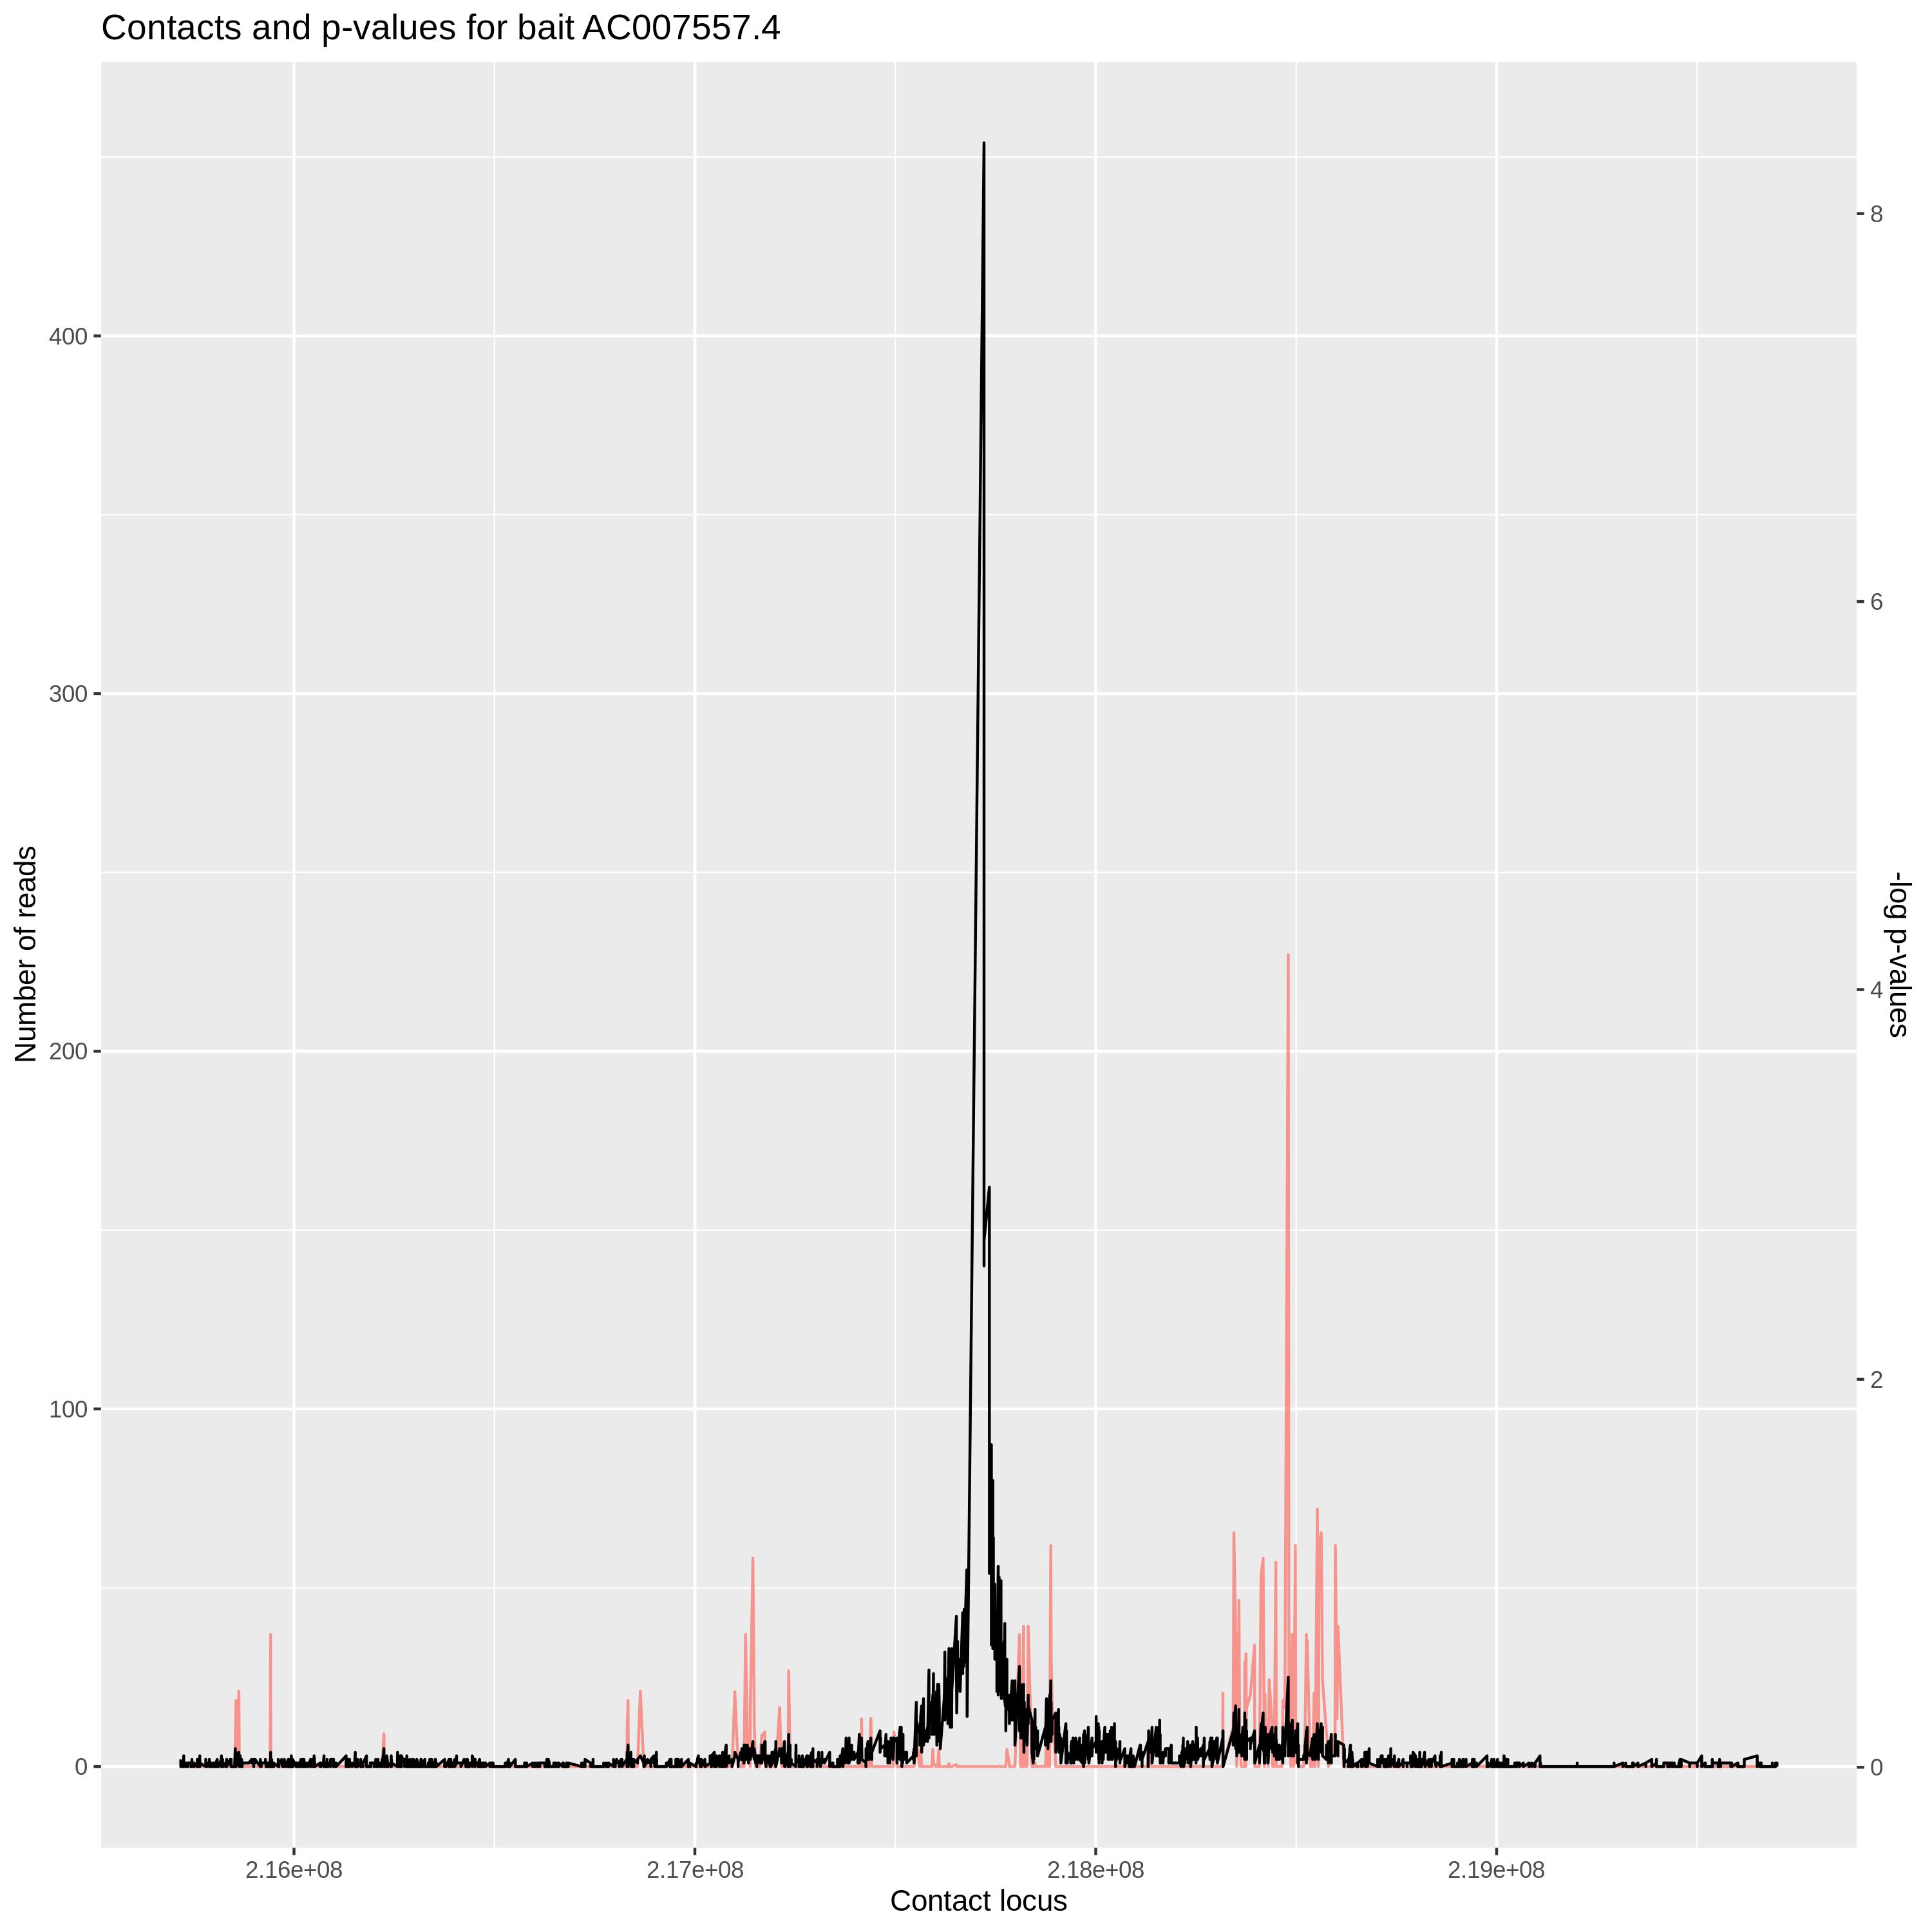 Contacts and p-values for bait AC007557.4
400
300
200
100
0
8
6
4
2
0
Number of reads
-log p-values
2.16e+08
2.17e+08
2.18e+08
2.19e+08
Contact locus